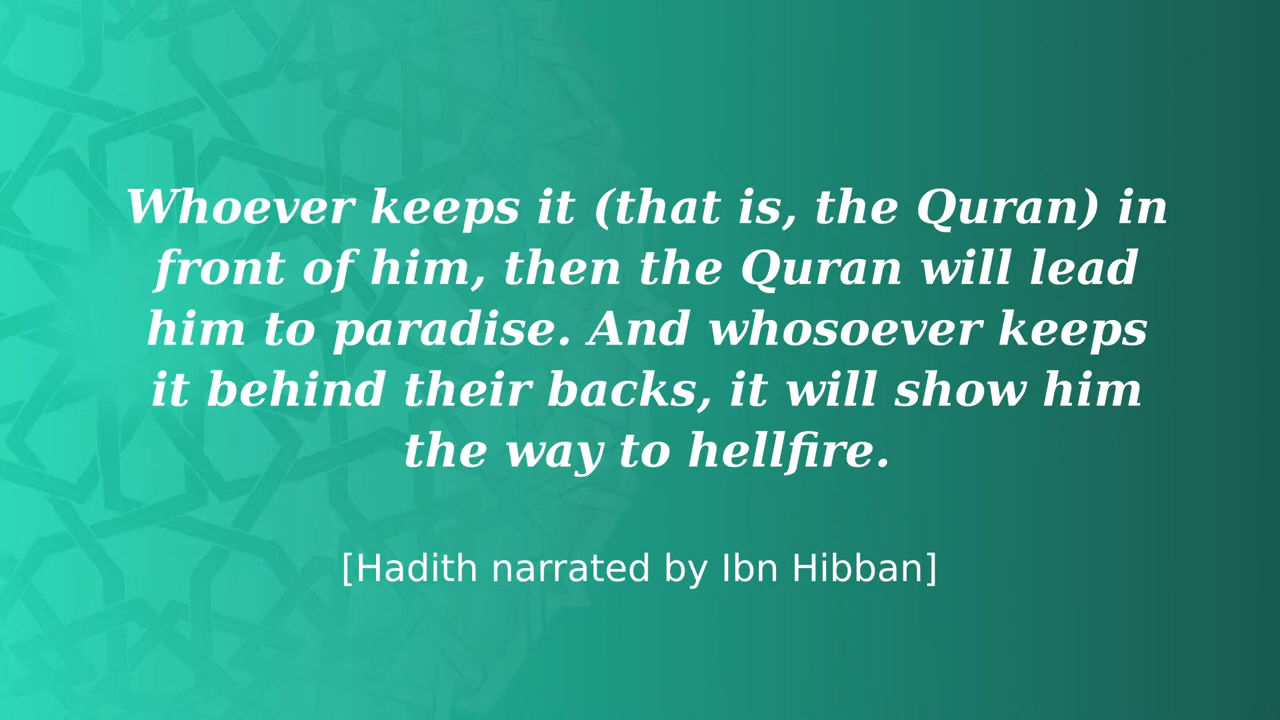 Whoever keeps it (that is, the Quran) in
front of him, then the Quran will lead
him to paradise. And whosoever keeps
it behind their backs, it will show him
the way to hellfire.
[Hadith narrated by Ibn Hibban]